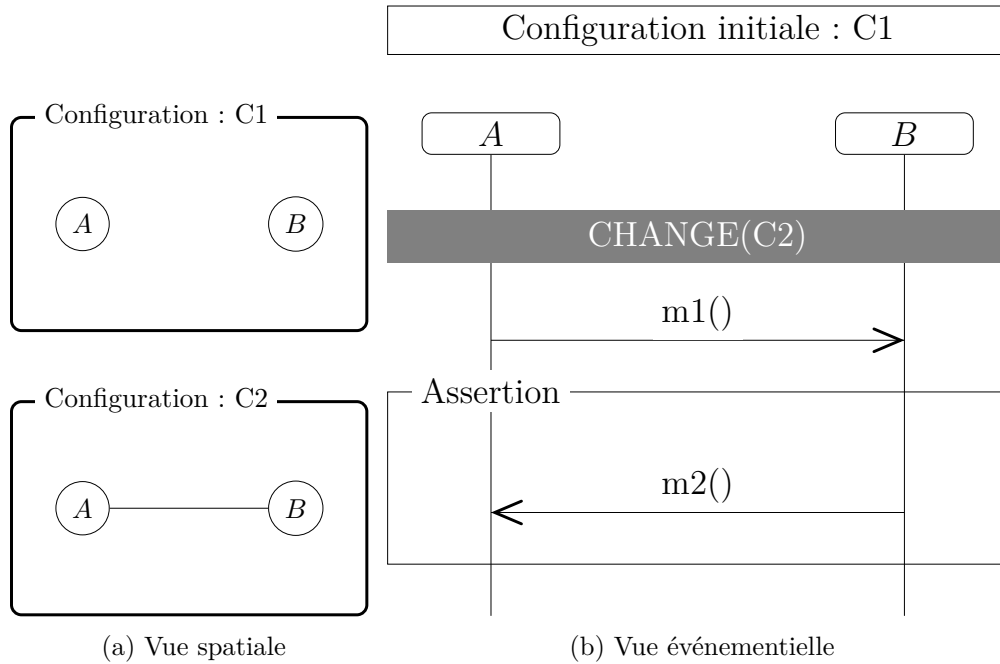 Configuration initiale : C1
Configuration : C1
A
B
Configuration : C2
A
B
(a) Vue spatiale
A
B
CHANGE(C2)
m1()
Assertion
m2()
(b) Vue événementielle